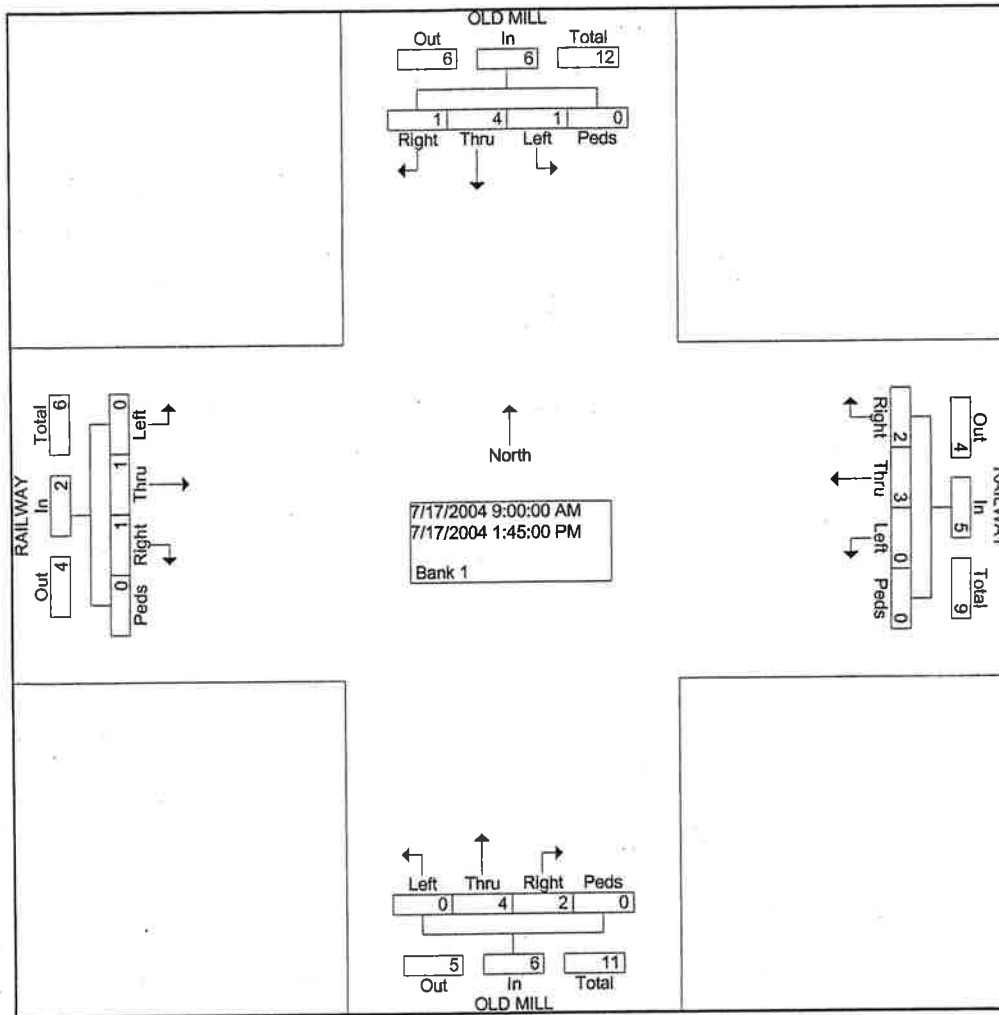 OLD MILL
Out In Total
6 6 12
1 4 1 0
Right Thru Left Peds
RAILWAY
Out In Total
4 2 6
0 1 1 0
Left Thru Right Peds
North
7/17/2004 9:00:00 AM
7/17/2004 1:45:00 PM
Bank 1
Right Thru Left Peds
2 3 0 0
Out In Total
4 5 9
RAILWAY
Left Thru Right Peds
0 4 2 0
5 6 11
Out In Total
OLD MILL